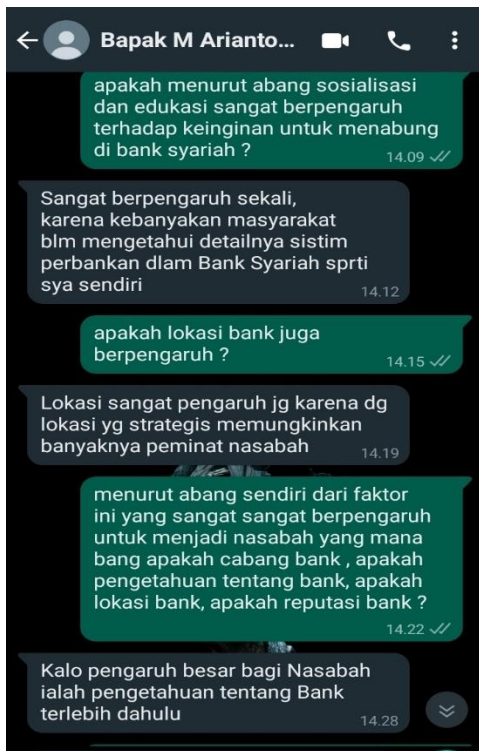 Bapak M Arianto...
apakah menurut abang sosialisasi
dan edukasi sangat berpengaruh
terhadap keinginan untuk menabung
di bank syariah ?
14.09
Sangat berpengaruh sekali,
karena kebanyakan masyarakat
blm mengetahui detailnya sistim
perbankan dlam Bank Syariah sprti
sya sendiri
14.12
apakah lokasi bank juga
berpengaruh ?
14.15
Lokasi sangat pengaruh jg karena dg
lokasi yg strategis memungkinkan
banyaknya peminat nasabah
14.19
menurut abang sendiri dari faktor
ini yang sangat sangat berpengaruh
untuk menjadi nasabah yang mana
bang apakah cabang bank , apakah
pengetahuan tentang bank, apakah
lokasi bank, apakah reputasi bank ?
14.22
Kalo pengaruh besar bagi Nasabah
ialah pengetahuan tentang Bank
terlebih dahulu
14.28